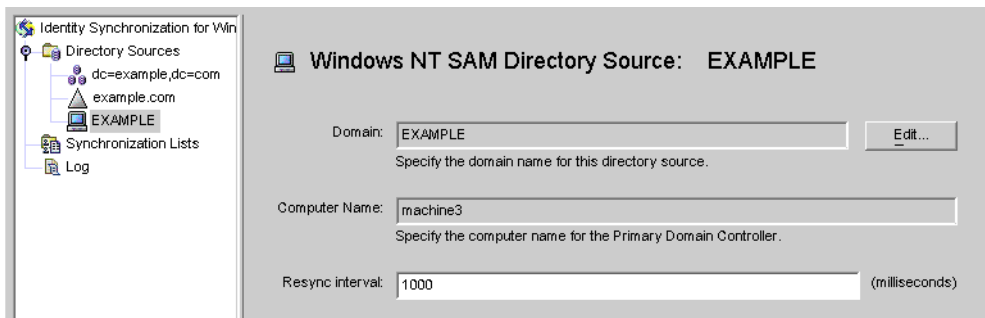 Identity Synchronization for Win
Directory Sources
dc=example,dc=com
example.com
EXAMPLE
Synchronization Lists
Log
Windows NT SAM Directory Source: EXAMPLE
Domain: EXAMPLE Edit...
Specify the domain name for this directory source.
Computer Name: machine3
Specify the computer name for the Primary Domain Controller.
Resync interval: 1000 (milliseconds)